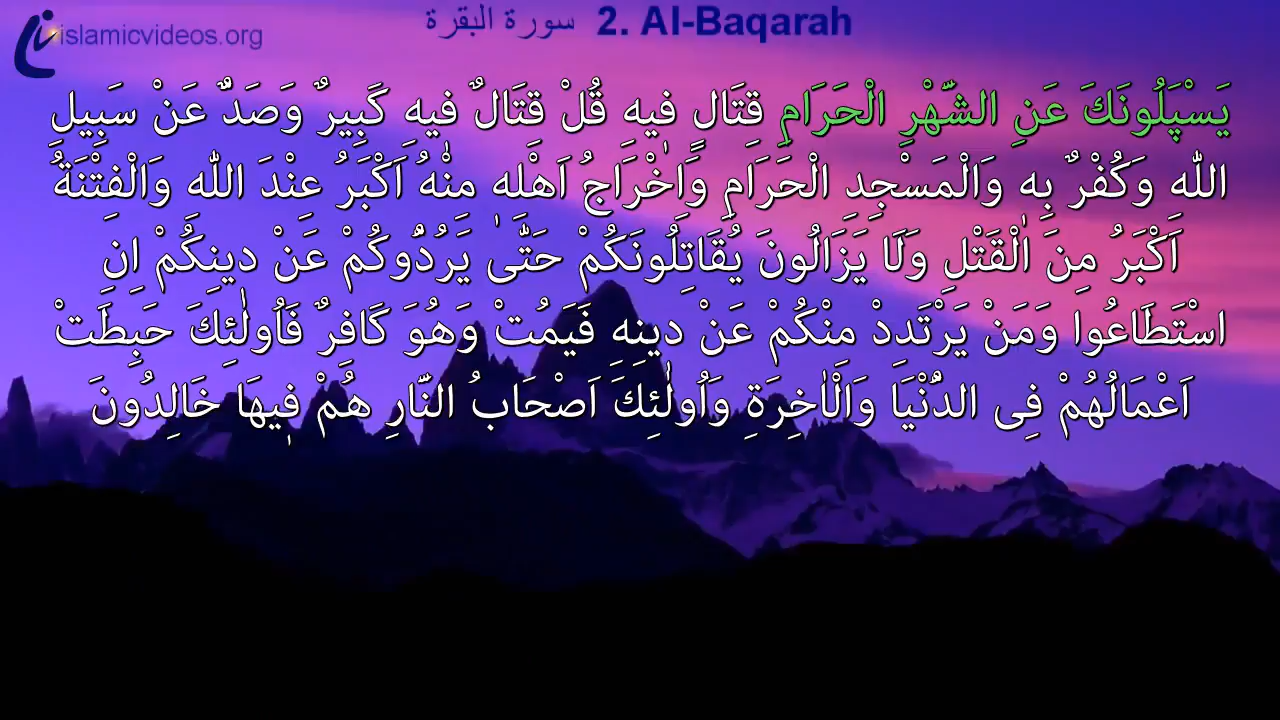 islamicvideos.org
سورة البقرة 2. Al-Baqarah
يَسْپَلُونَكَ عَنِ الشَّهْرِ الْحَرَامِ قِتَالٍ فٖيهِ قُلْ قِتَالٌ فٖيهِ كَبٖيرٌ وَصَدٌّ عَنْ سَبٖيلِ
اللّٰهِ وَكُفْرٌ بِهٖ وَالْمَسْجِدِ الْحَرَامِ وَاِخْرَاجُ اَهْلِهٖ مِنْهُ اَكْبَرُ عِنْدَ اللّٰهِ وَالْفِتْنَةُ
اَكْبَرُ مِنَ الْقَتْلِ وَلَا يَزَالُونَ يُقَاتِلُونَكُمْ حَتّٰى يَرُدُّوكُمْ عَنْ دٖينِكُمْ اِنِ
اسْتَطَاعُوا وَمَنْ يَرْتَدِدْ مِنْكُمْ عَنْ دٖينِهٖ فَيَمُتْ وَهُوَ كَافِرٌ فَاُولٰئِكَ حَبِطَتْ
اَعْمَالُهُمْ فِى الدُّنْيَا وَالْاٰخِرَةِ وَاُولٰئِكَ اَصْحَابُ النَّارِ هُمْ فٖيهَا خَالِدُونَ